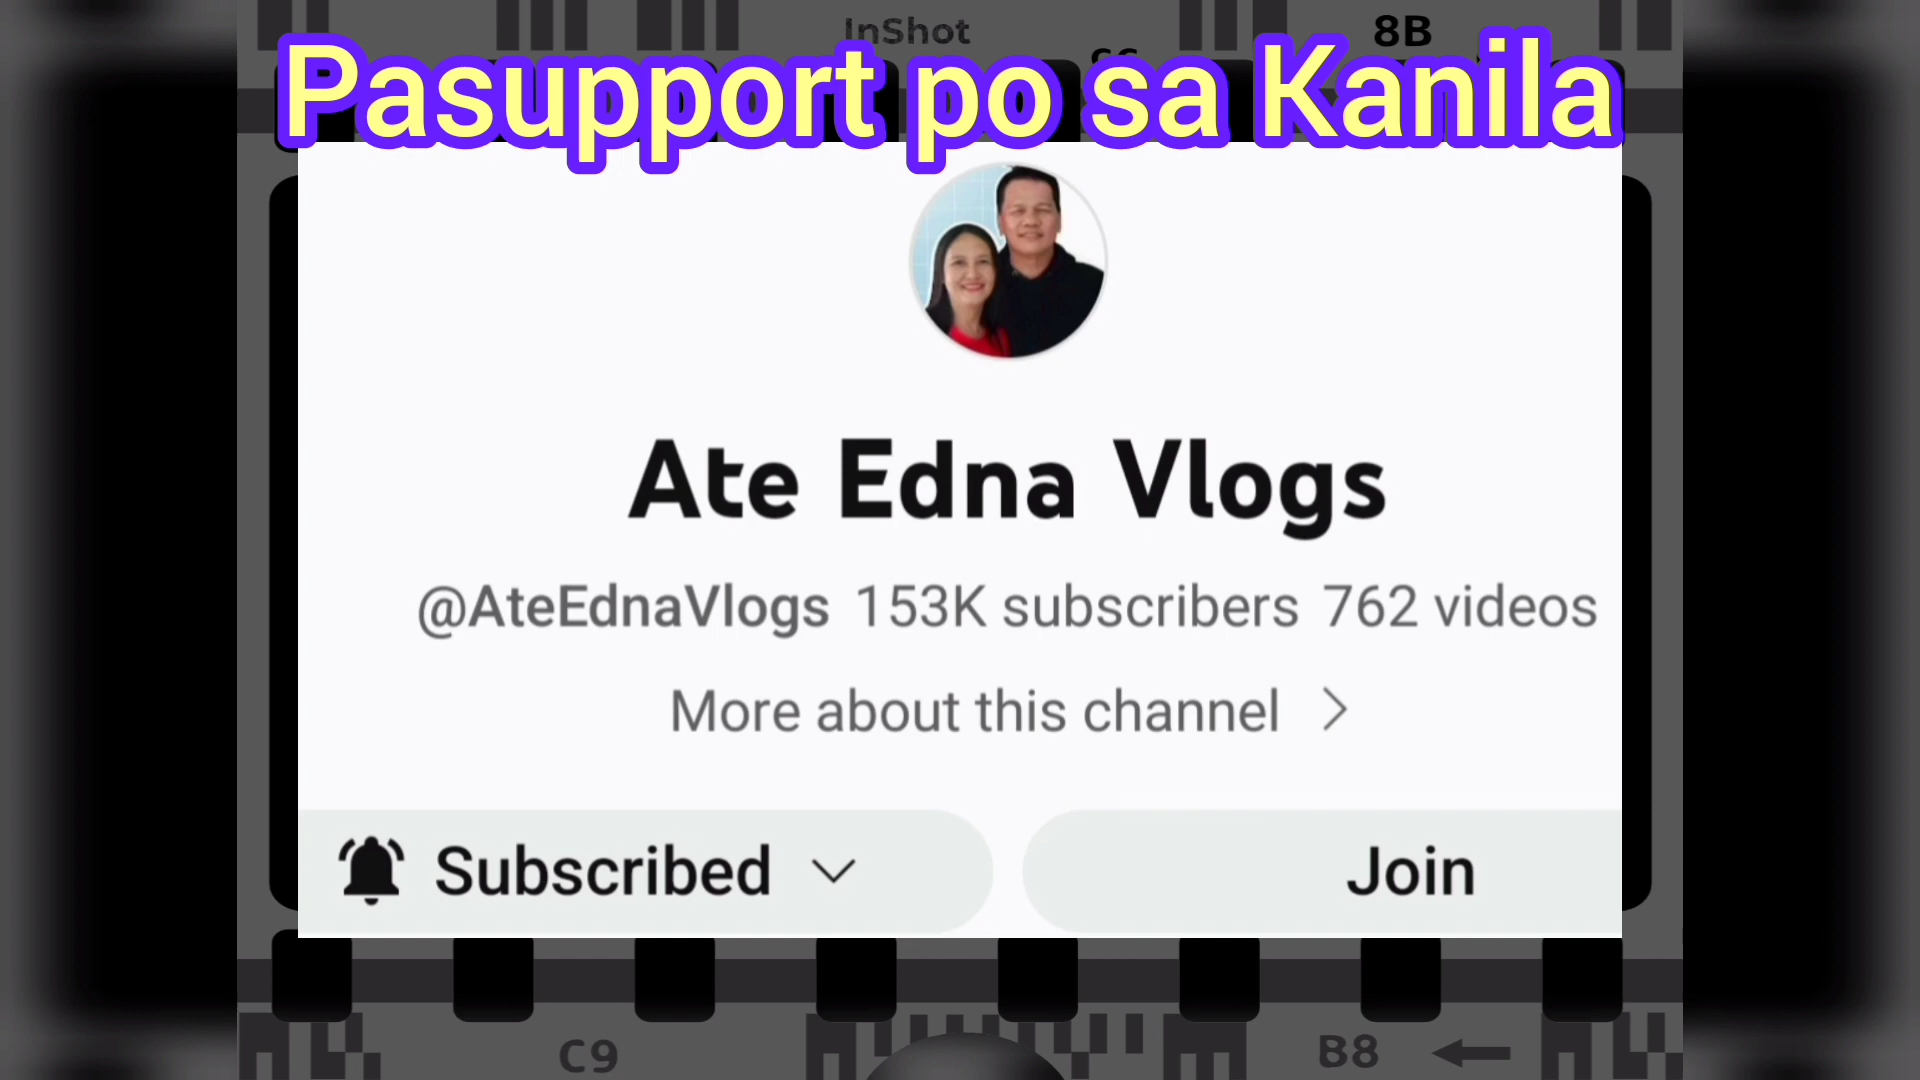 InShot
8B
Pasupport po sa Kanila
Ate Edna Vlogs
@AteEdnaVlogs 153K subscribers 762 videos
More about this channel
Subscribed
Join
C9
B8